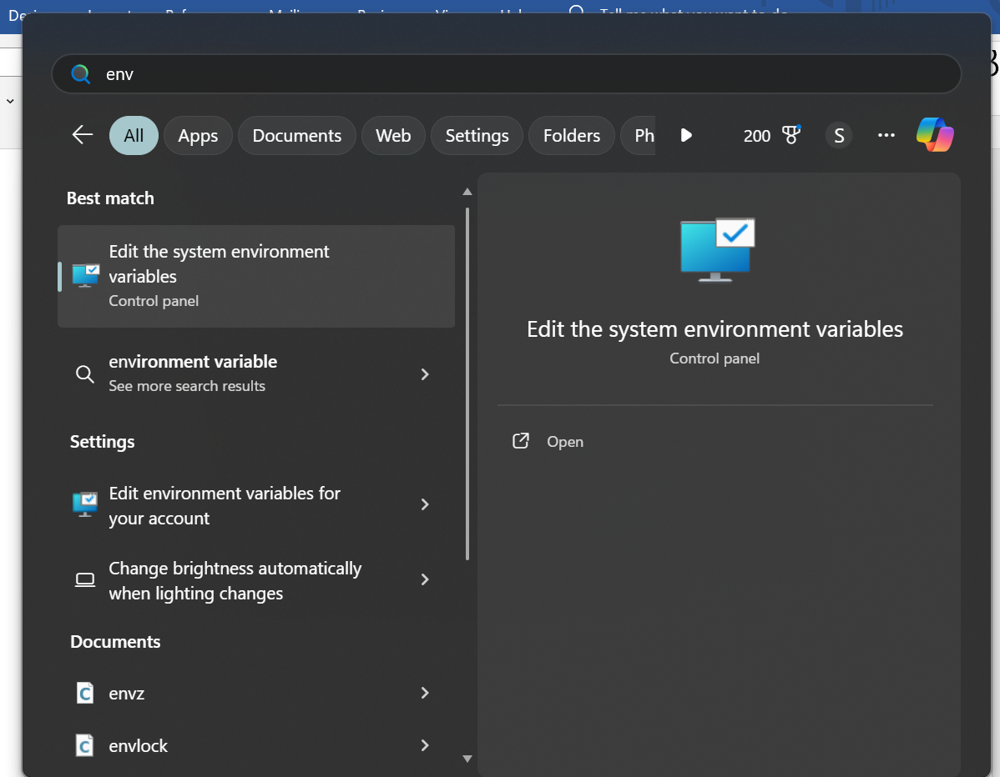 env
All Apps Documents Web Settings Folders Ph 200 S
Best match
Edit the system environment
variables
Control panel
environment variable
See more search results
Settings
Edit environment variables for
your account
Change brightness automatically
when lighting changes
Documents
envz
envlock
Edit the system environment variables
Control panel
Open